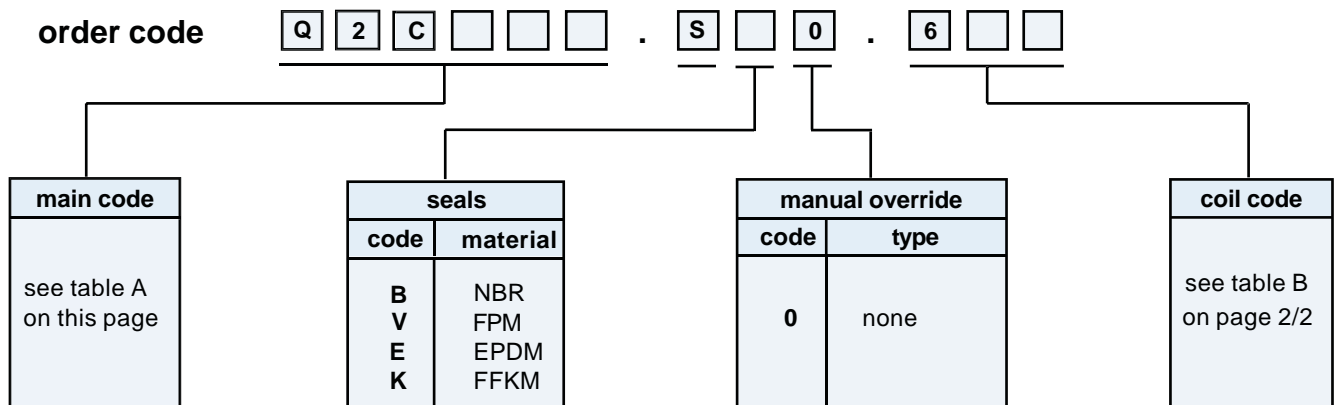 order code Q 2 C . S 0 . 6
main code
see table A
on this page
seals
code material
B NBR
V FPM
E EPDM
K FFKM
manual override
code type
0 none
coil code
see table B
on page 2/2